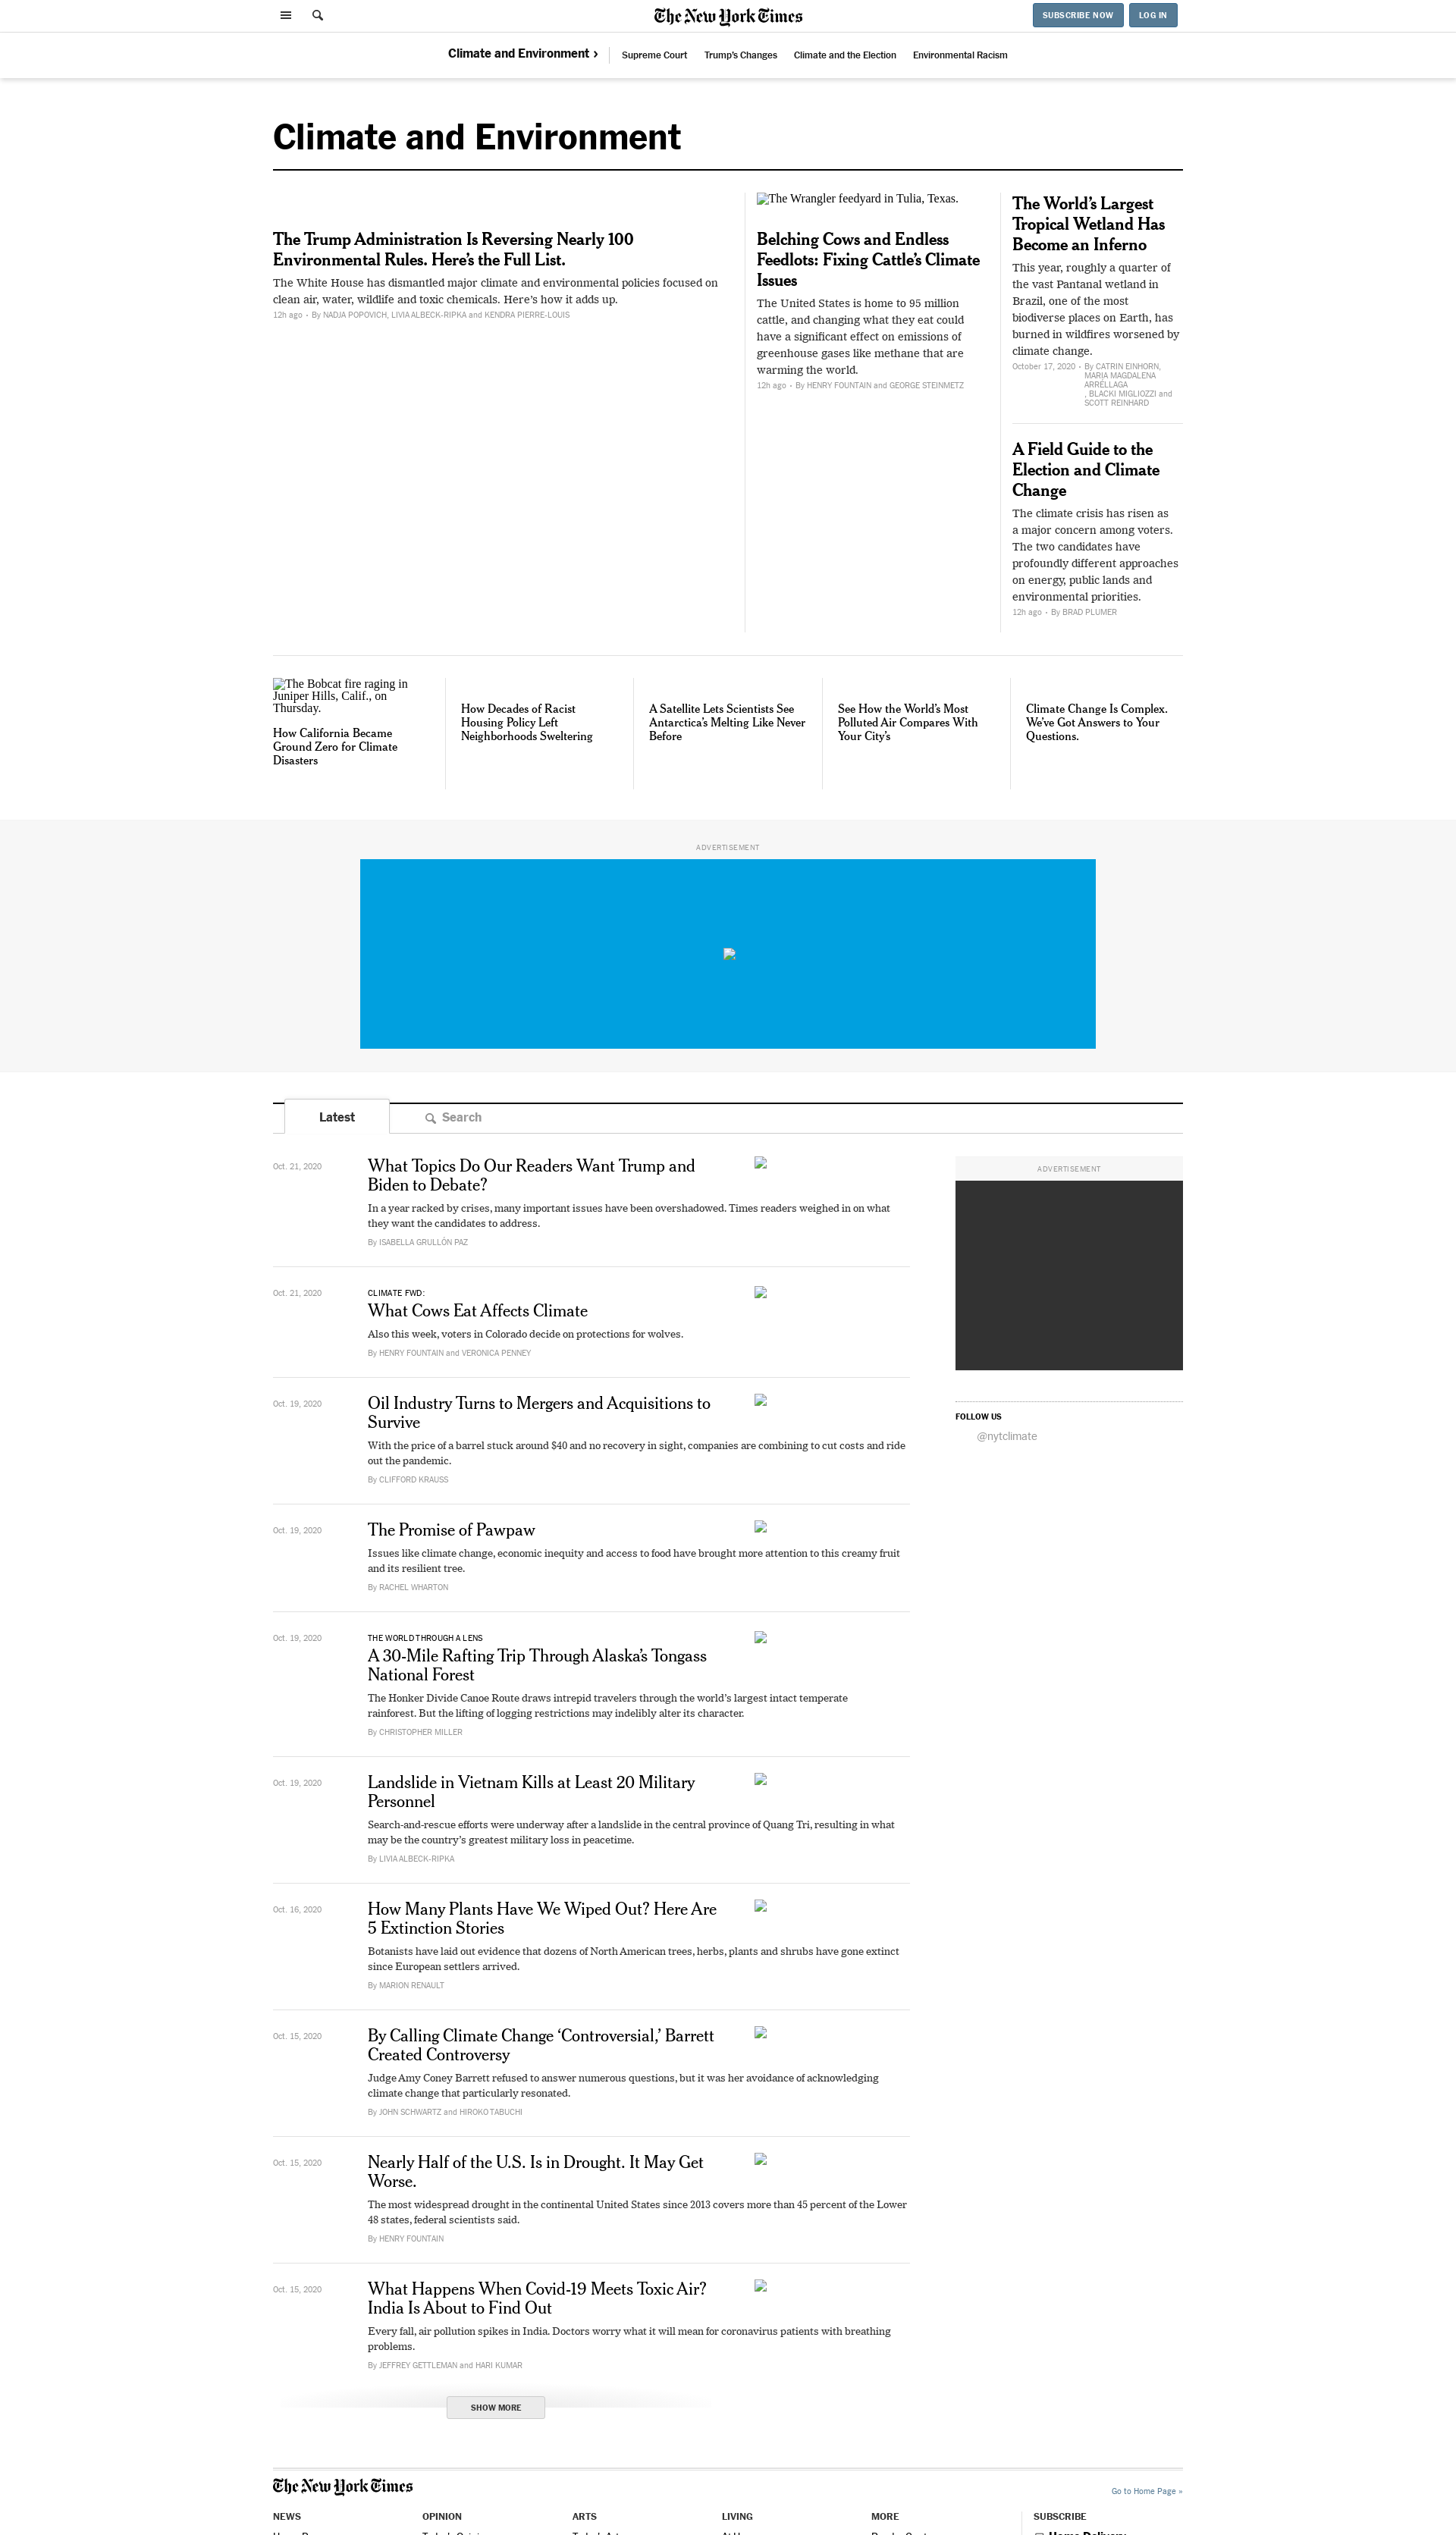 The New York Times
SUBSCRIBE NOW
LOG IN
Climate and Environment ›
Supreme Court
Trump's Changes
Climate and the Election
Environmental Racism
Climate and Environment
The Trump Administration Is Reversing Nearly 100
Environmental Rules. Here's the Full List.
The White House has dismantled major climate and environmental policies focused on
clean air, water, wildlife and toxic chemicals. Here's how it adds up.
12h ago • By NADJA POPOVICH, LIVIA ALBECK-RIPKA and KENDRA PIERRE-LOUIS
The Wrangler feedyard in Tulia, Texas.
Belching Cows and Endless
Feedlots: Fixing Cattle's Climate
Issues
The United States is home to 95 million
cattle, and changing what they eat could
have a significant effect on emissions of
greenhouse gases like methane that are
warming the world.
12h ago • By HENRY FOUNTAIN and GEORGE STEINMETZ
The World's Largest
Tropical Wetland Has
Become an Inferno
This year, roughly a quarter of
the vast Pantanal wetland in
Brazil, one of the most
biodiverse places on Earth, has
burned in wildfires worsened by
climate change.
October 17, 2020 • By CATRIN EINHORN,
MARIA MAGDALENA
ARRÉLLAGA
, BLACKI MIGLIOZZI and
SCOTT REINHARD
A Field Guide to the
Election and Climate
Change
The climate crisis has risen as
a major concern among voters.
The two candidates have
profoundly different approaches
on energy, public lands and
environmental priorities.
12h ago • By BRAD PLUMER
The Bobcat fire raging in
Juniper Hills, Calif., on
Thursday.
How California Became
Ground Zero for Climate
Disasters
How Decades of Racist
Housing Policy Left
Neighborhoods Sweltering
A Satellite Lets Scientists See
Antarctica's Melting Like Never
Before
See How the World's Most
Polluted Air Compares With
Your City's
Climate Change Is Complex.
We've Got Answers to Your
Questions.
ADVERTISEMENT
Latest
Search
Oct. 21, 2020
What Topics Do Our Readers Want Trump and
Biden to Debate?
In a year racked by crises, many important issues have been overshadowed. Times readers weighed in on what
they want the candidates to address.
By ISABELLA GRULLÓN PAZ
ADVERTISEMENT
Oct. 21, 2020
CLIMATE FWD:
What Cows Eat Affects Climate
Also this week, voters in Colorado decide on protections for wolves.
By HENRY FOUNTAIN and VERONICA PENNEY
Oct. 19, 2020
Oil Industry Turns to Mergers and Acquisitions to
Survive
With the price of a barrel stuck around $40 and no recovery in sight, companies are combining to cut costs and ride
out the pandemic.
By CLIFFORD KRAUSS
FOLLOW US
@nytclimate
Oct. 19, 2020
The Promise of Pawpaw
Issues like climate change, economic inequity and access to food have brought more attention to this creamy fruit
and its resilient tree.
By RACHEL WHARTON
Oct. 19, 2020
THE WORLD THROUGH A LENS
A 30-Mile Rafting Trip Through Alaska's Tongass
National Forest
The Honker Divide Canoe Route draws intrepid travelers through the world's largest intact temperate
rainforest. But the lifting of logging restrictions may indelibly alter its character.
By CHRISTOPHER MILLER
Oct. 19, 2020
Landslide in Vietnam Kills at Least 20 Military
Personnel
Search-and-rescue efforts were underway after a landslide in the central province of Quang Tri, resulting in what
may be the country's greatest military loss in peacetime.
By LIVIA ALBECK-RIPKA
Oct. 16, 2020
How Many Plants Have We Wiped Out? Here Are
5 Extinction Stories
Botanists have laid out evidence that dozens of North American trees, herbs, plants and shrubs have gone extinct
since European settlers arrived.
By MARION RENAULT
Oct. 15, 2020
By Calling Climate Change 'Controversial,' Barrett
Created Controversy
Judge Amy Coney Barrett refused to answer numerous questions, but it was her avoidance of acknowledging
climate change that particularly resonated.
By JOHN SCHWARTZ and HIROKO TABUCHI
Oct. 15, 2020
Nearly Half of the U.S. Is in Drought. It May Get
Worse.
The most widespread drought in the continental United States since 2013 covers more than 45 percent of the Lower
48 states, federal scientists said.
By HENRY FOUNTAIN
Oct. 15, 2020
What Happens When Covid-19 Meets Toxic Air?
India Is About to Find Out
Every fall, air pollution spikes in India. Doctors worry what it will mean for coronavirus patients with breathing
problems.
By JEFFREY GETTLEMAN and HARI KUMAR
SHOW MORE
The New York Times
Go to Home Page »
NEWS
OPINION
ARTS
LIVING
MORE
SUBSCRIBE